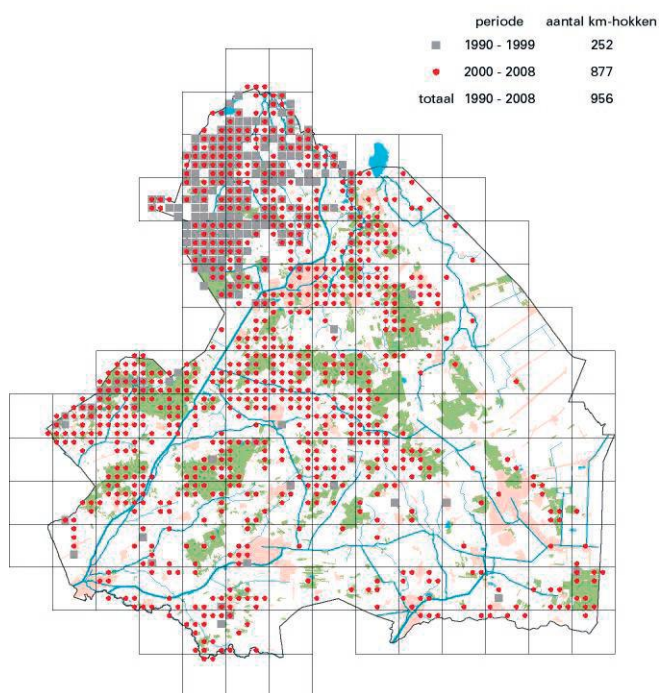 periode aantal km-hokken
1990 - 1999 252
2000 - 2008 877
totaal 1990 - 2008 956